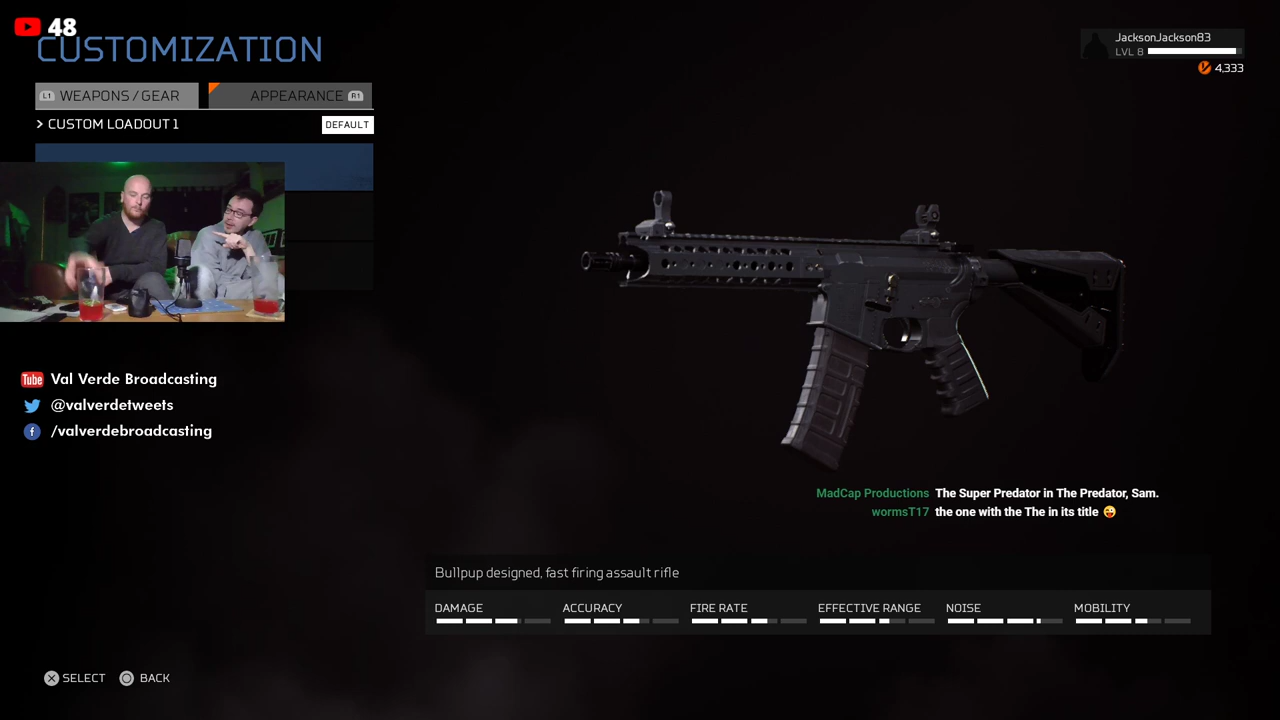 48
CUSTOMIZATION
JacksonJackson83
LVL 8
4,333
L1 WEAPONS / GEAR
APPEARANCE R1
> CUSTOM LOADOUT 1
DEFAULT
Tube Val Verde Broadcasting
@valverdetweets
f /valverdebroadcasting
MadCap Productions The Super Predator in The Predator, Sam.
wormsT17 the one with the The in its title 😜
Bullpup designed, fast firing assault rifle
DAMAGE ACCURACY FIRE RATE EFFECTIVE RANGE NOISE MOBILITY
SELECT BACK